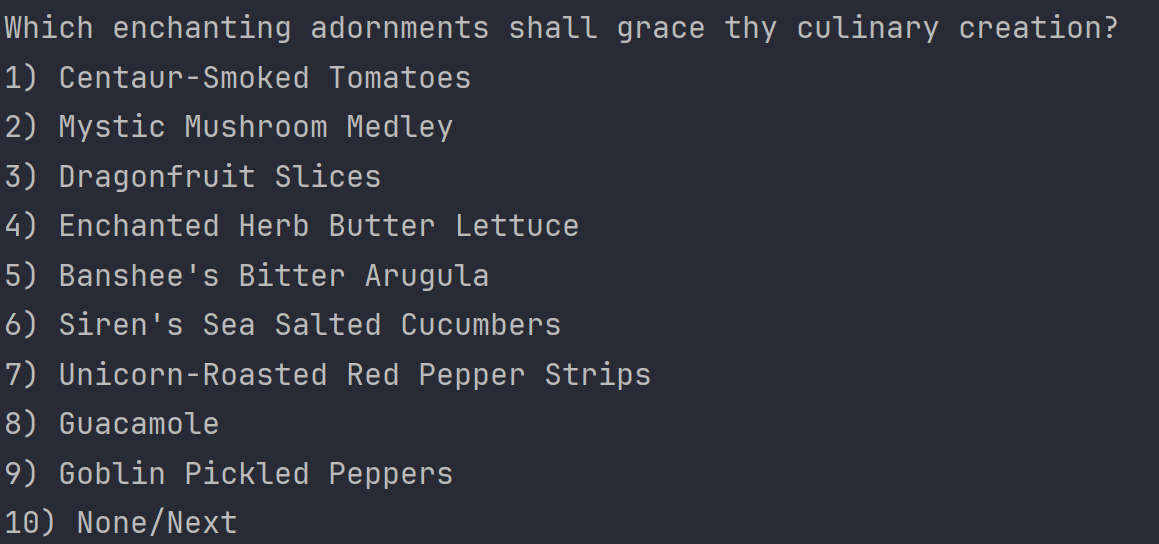 Which enchanting adornments shall grace thy culinary creation?
1) Centaur-Smoked Tomatoes
2) Mystic Mushroom Medley
3) Dragonfruit Slices
4) Enchanted Herb Butter Lettuce
5) Banshee's Bitter Arugula
6) Siren's Sea Salted Cucumbers
7) Unicorn-Roasted Red Pepper Strips
8) Guacamole
9) Goblin Pickled Peppers
10) None/Next